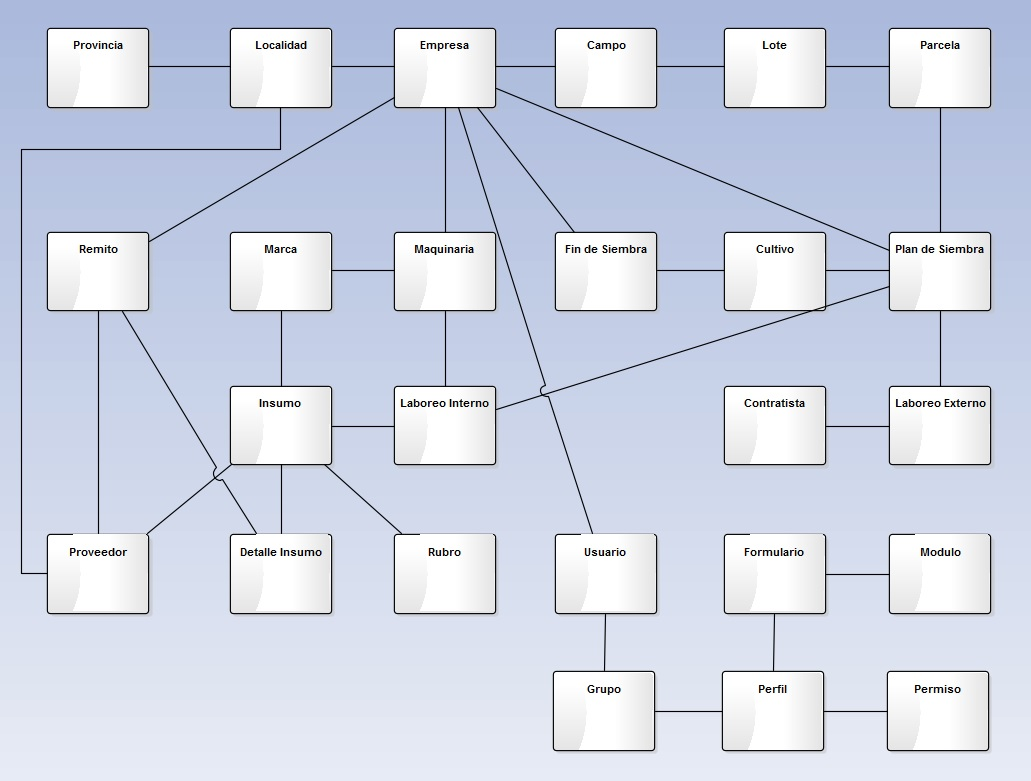 Provincia
Localidad
Empresa
Campo
Lote
Parcela
Remito
Marca
Maquinaria
Fin de Siembra
Cultivo
Plan de Siembra
Insumo
Laboreo Interno
Contratista
Laboreo Externo
Proveedor
Detalle Insumo
Rubro
Usuario
Formulario
Modulo
Grupo
Perfil
Permiso